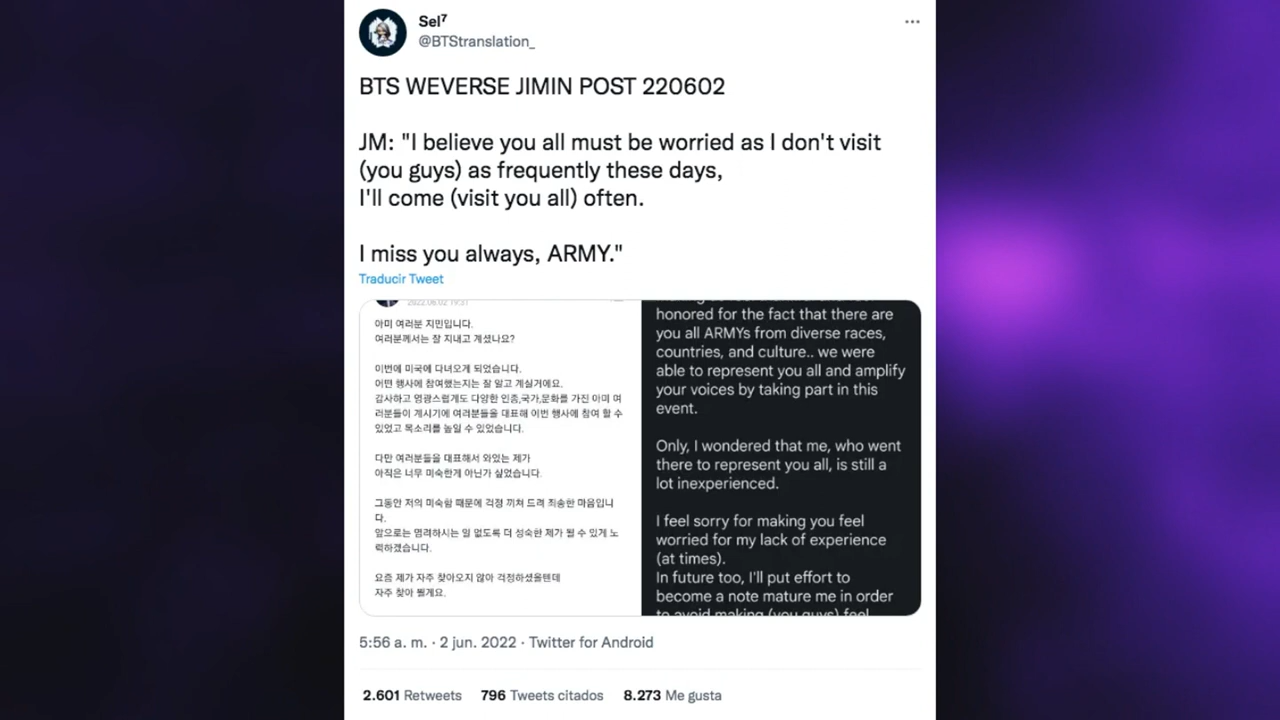 Sel⁷
@BTStranslation_
BTS WEVERSE JIMIN POST 220602
JM: "I believe you all must be worried as I don't visit
(you guys) as frequently these days,
I'll come (visit you all) often.
I miss you always, ARMY."
Traducir Tweet
2022.06.02 19:31
아미 여러분 지민입니다.
여러분께서는 잘 지내고 계셨나요?
이번에 미국에 다녀오게 되었습니다.
어떤 행사에 참여했는지는 잘 알고 계실거에요.
감사하고 영광스럽게도 다양한 인종,국가,문화를 가진 아미 여
러분들이 계시기에 여러분들을 대표해 이번 행사에 참여 할 수
있었고 목소리를 높일 수 있었습니다.
다만 여러분들을 대표해서 와있는 제가
아직은 너무 미숙한게 아닌가 싶었습니다.
그동안 저의 미숙함 때문에 걱정 끼쳐 드려 죄송한 마음입니
다.
앞으로는 염려하시는 일 없도록 더 성숙한 제가 될 수 있게 노
력하겠습니다.
요즘 제가 자주 찾아오지 않아 걱정하셨을텐데
자주 찾아 뵐게요.
honored for the fact that there are
you all ARMYs from diverse races,
countries, and culture.. we were
able to represent you all and amplify
your voices by taking part in this
event.
Only, I wondered that me, who went
there to represent you all, is still a
lot inexperienced.
I feel sorry for making you feel
worried for my lack of experience
(at times).
In future too, I'll put effort to
become a note mature me in order
to avoid making (you guys) feel
5:56 a. m. · 2 jun. 2022 · Twitter for Android
2.601 Retweets 796 Tweets citados 8.273 Me gusta